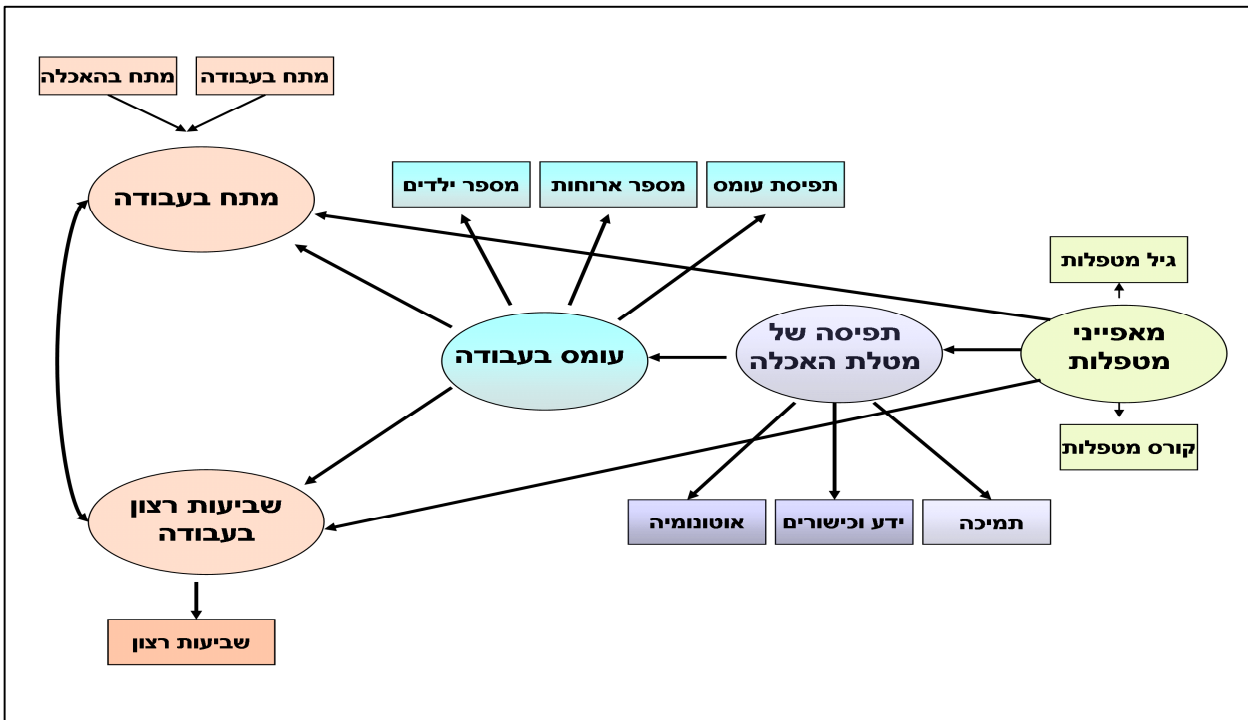 מתח בעבודה
מתח בהאכלה
מתח בעבודה
תפיסת עומס
מספר ארוחות
מספר ילדים
גיל מטפלות
מאפייני
מטפלות
קורס מטפלות
תפיסה של
מטלת האכלה
עומס בעבודה
תמיכה
ידע וכישורים
אוטונומיה
שביעות רצון
בעבודה
שביעות רצון